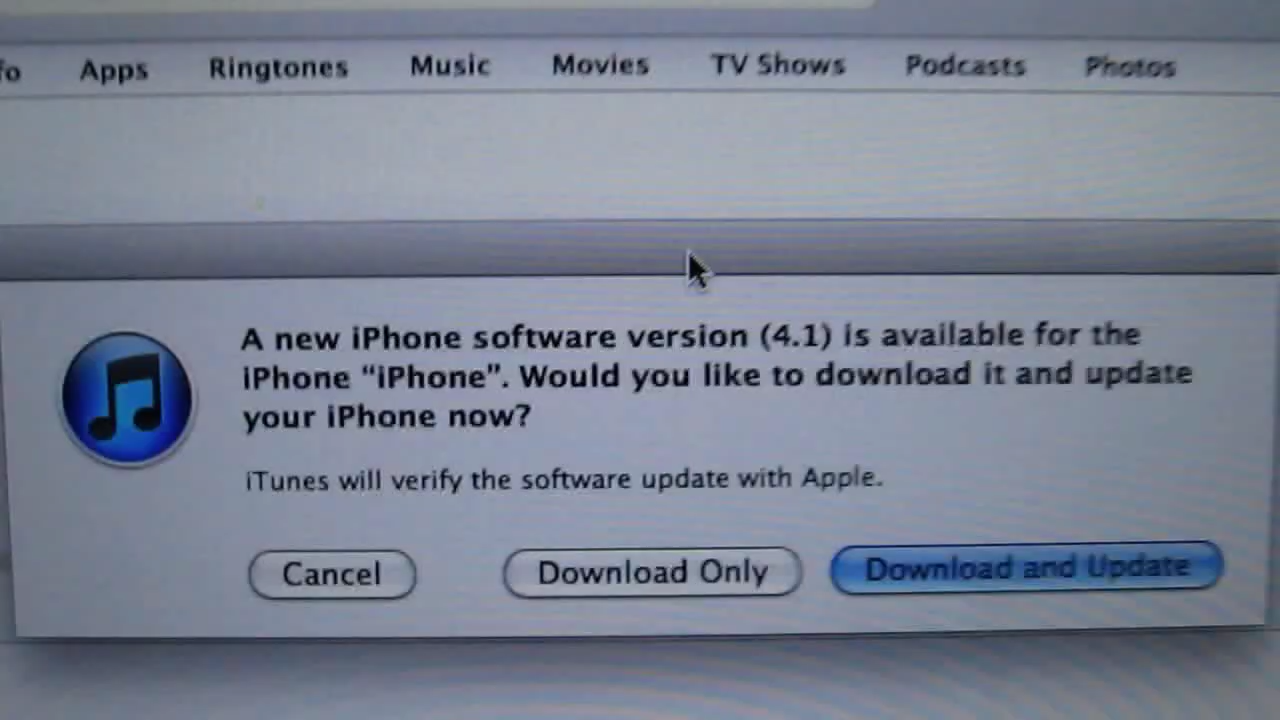 fo Apps Ringtones Music Movies TV Shows Podcasts Photos
A new iPhone software version (4.1) is available for the
iPhone “iPhone”. Would you like to download it and update
your iPhone now?
iTunes will verify the software update with Apple.
Cancel Download Only Download and Update